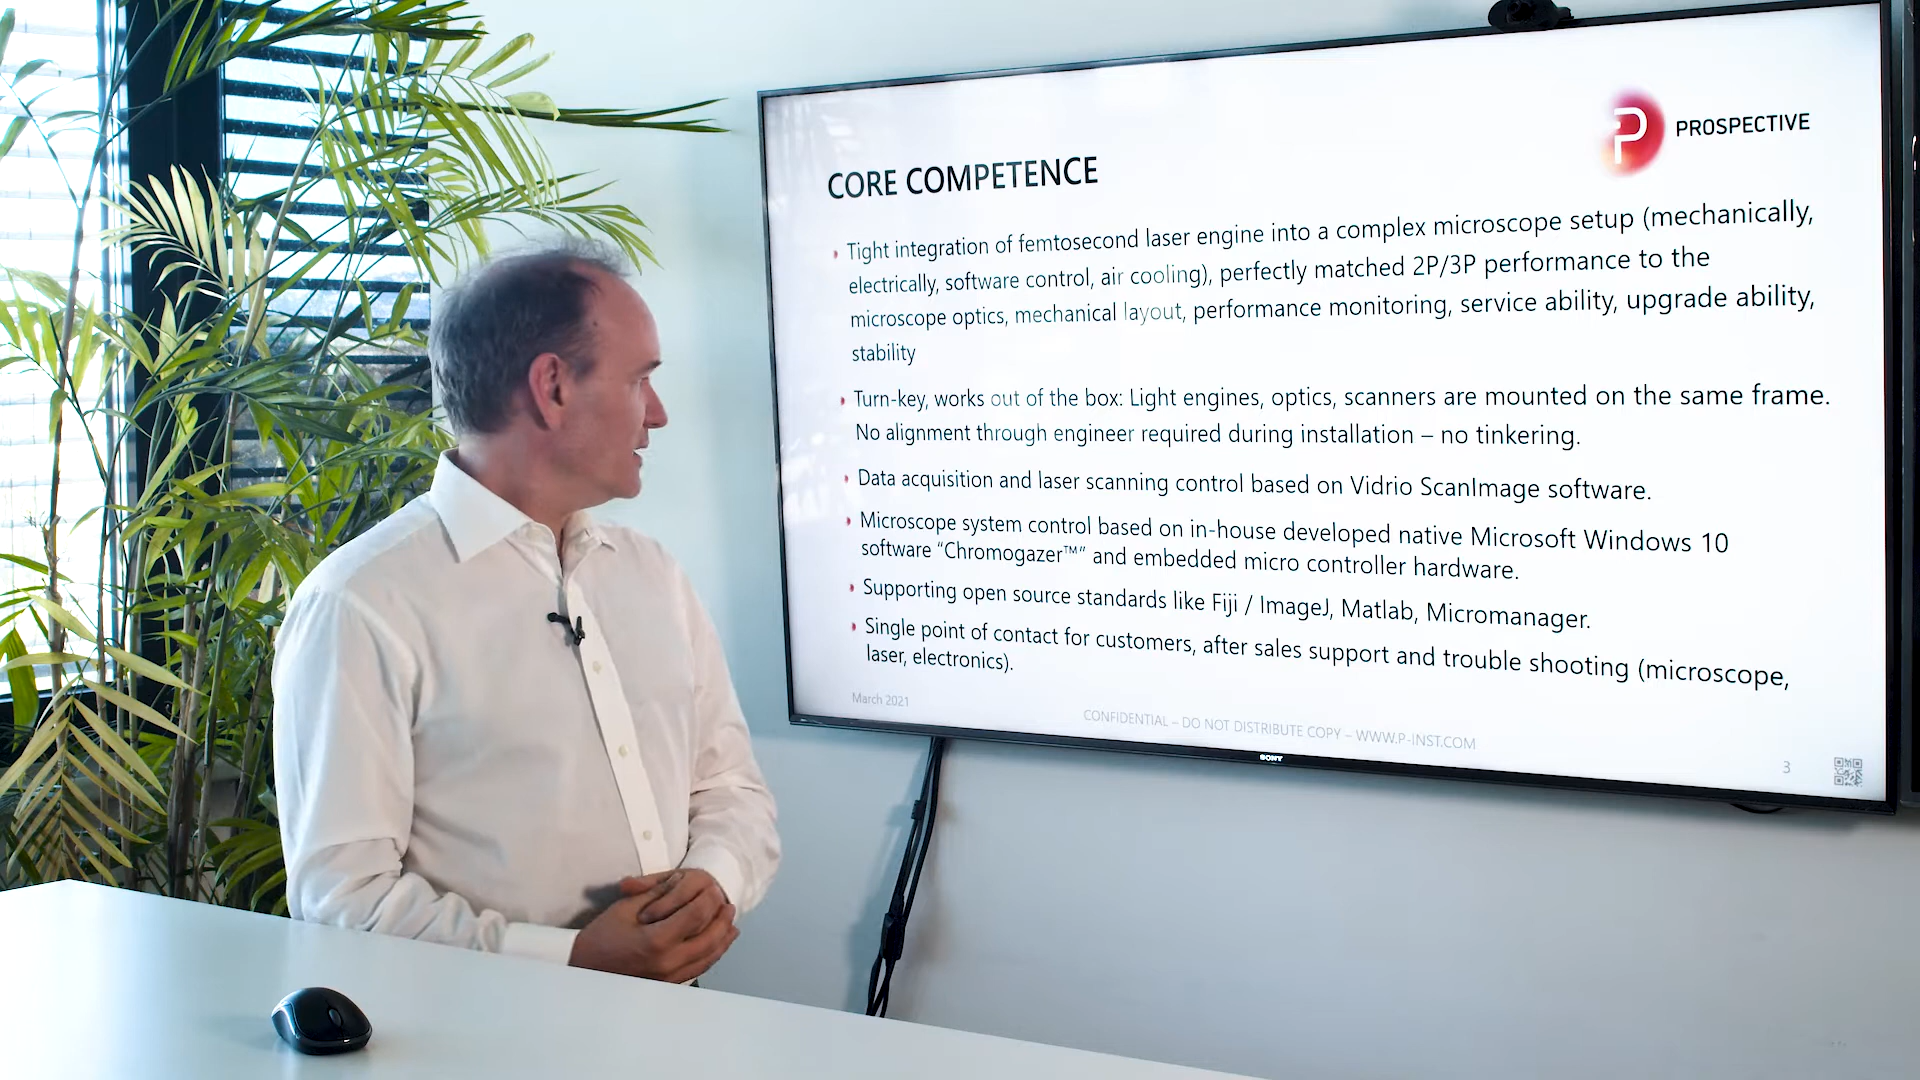 PROSPECTIVE
CORE COMPETENCE
Tight integration of femtosecond laser engine into a complex microscope setup (mechanically,
electrically, software control, air cooling), perfectly matched 2P/3P performance to the
microscope optics, mechanical layout, performance monitoring, service ability, upgrade ability,
stability
Turn-key, works out of the box: Light engines, optics, scanners are mounted on the same frame.
No alignment through engineer required during installation – no tinkering.
Data acquisition and laser scanning control based on Vidrio ScanImage software.
Microscope system control based on in-house developed native Microsoft Windows 10
software “Chromogazer™” and embedded micro controller hardware.
Supporting open source standards like Fiji / ImageJ, Matlab, Micromanager.
Single point of contact for customers, after sales support and trouble shooting (microscope,
laser, electronics).
March 2021
CONFIDENTIAL – DO NOT DISTRIBUTE COPY – WWW.P-INST.COM
3
SONY